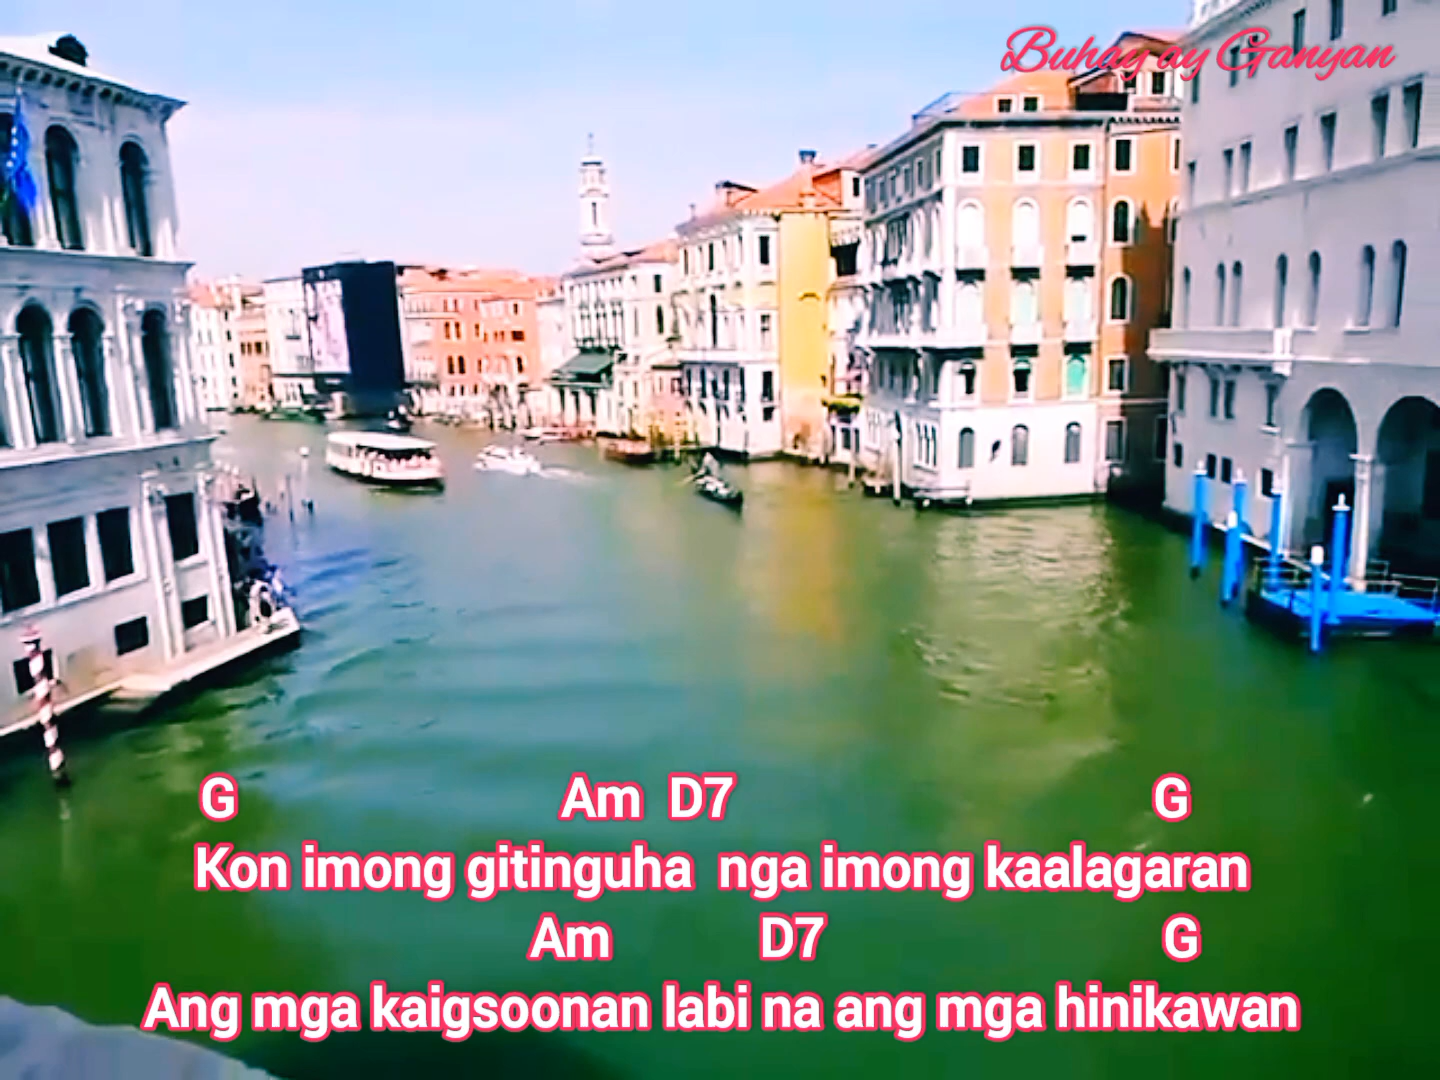 Buhay ay Ganyan
G Am D7 G
Kon imong gitinguha nga imong kaalagaran
Am D7 G
Ang mga kaigsoonan labi na ang mga hinikawan